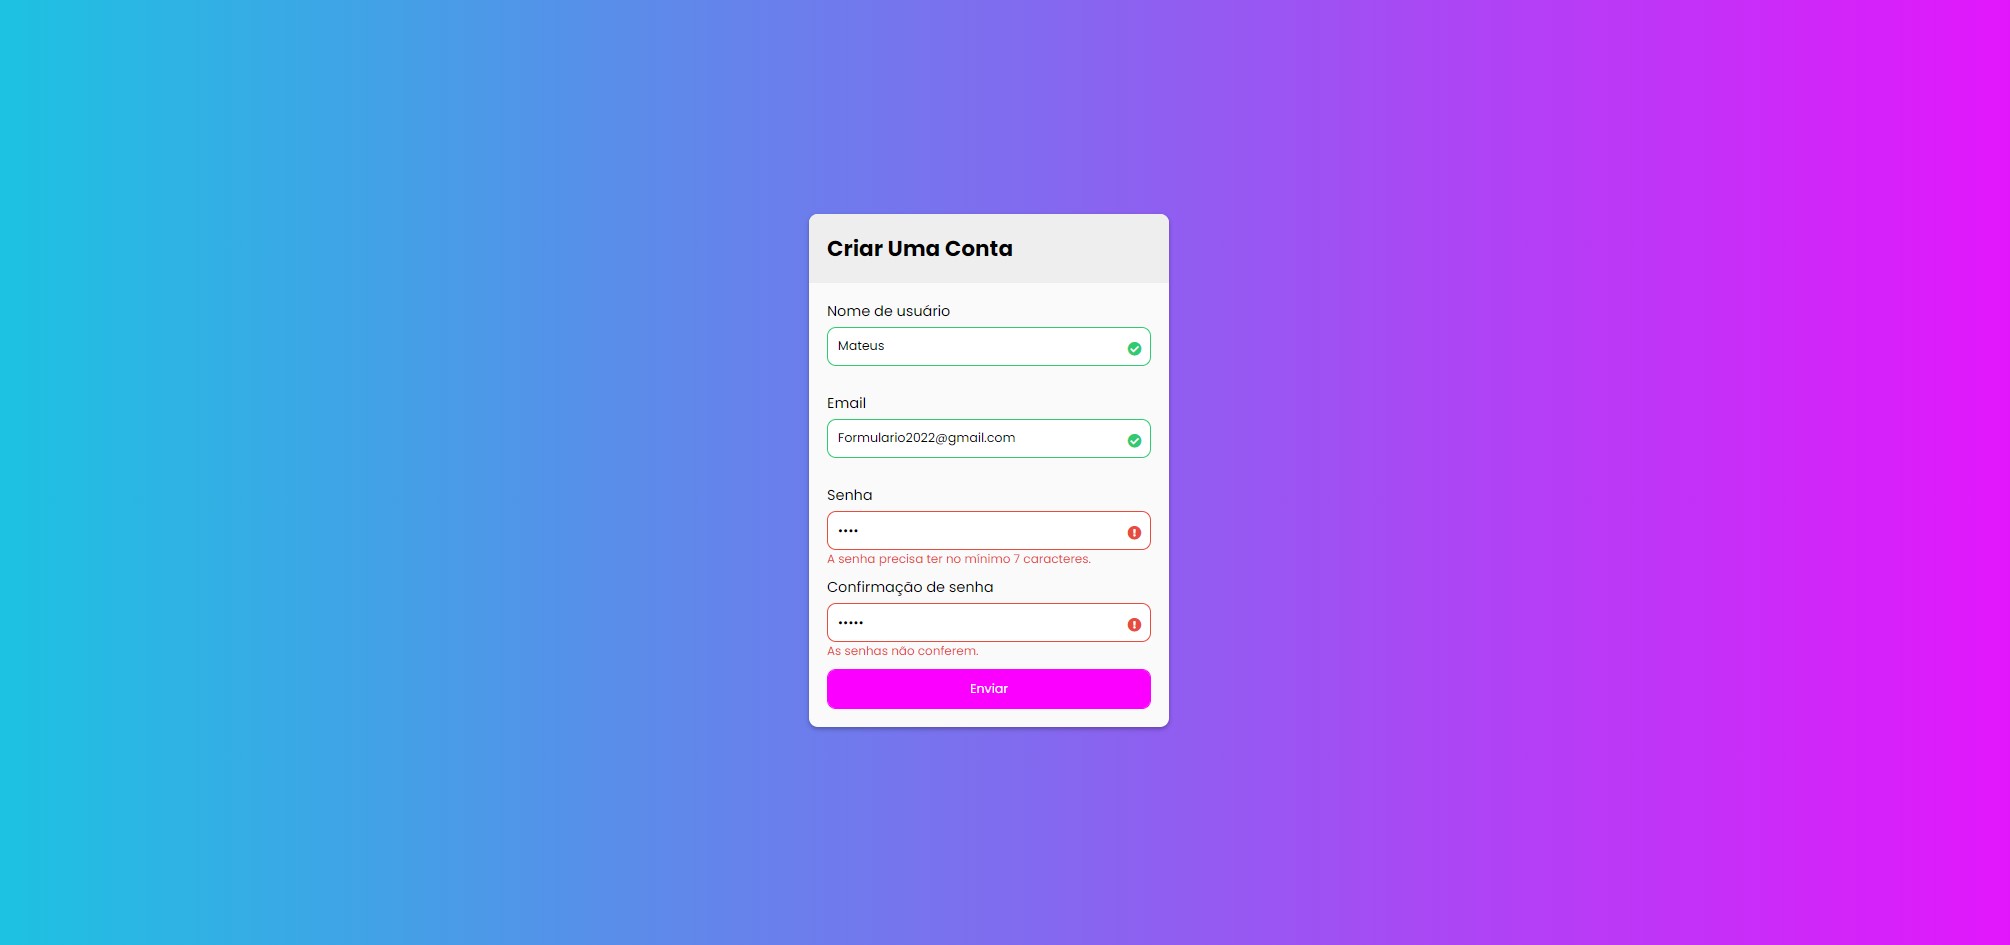 Criar Uma Conta
Nome de usuário
Mateus
Email
Formulario2022@gmail.com
Senha
••••
A senha precisa ter no mínimo 7 caracteres.
Confirmação de senha
•••••
As senhas não conferem.
Enviar